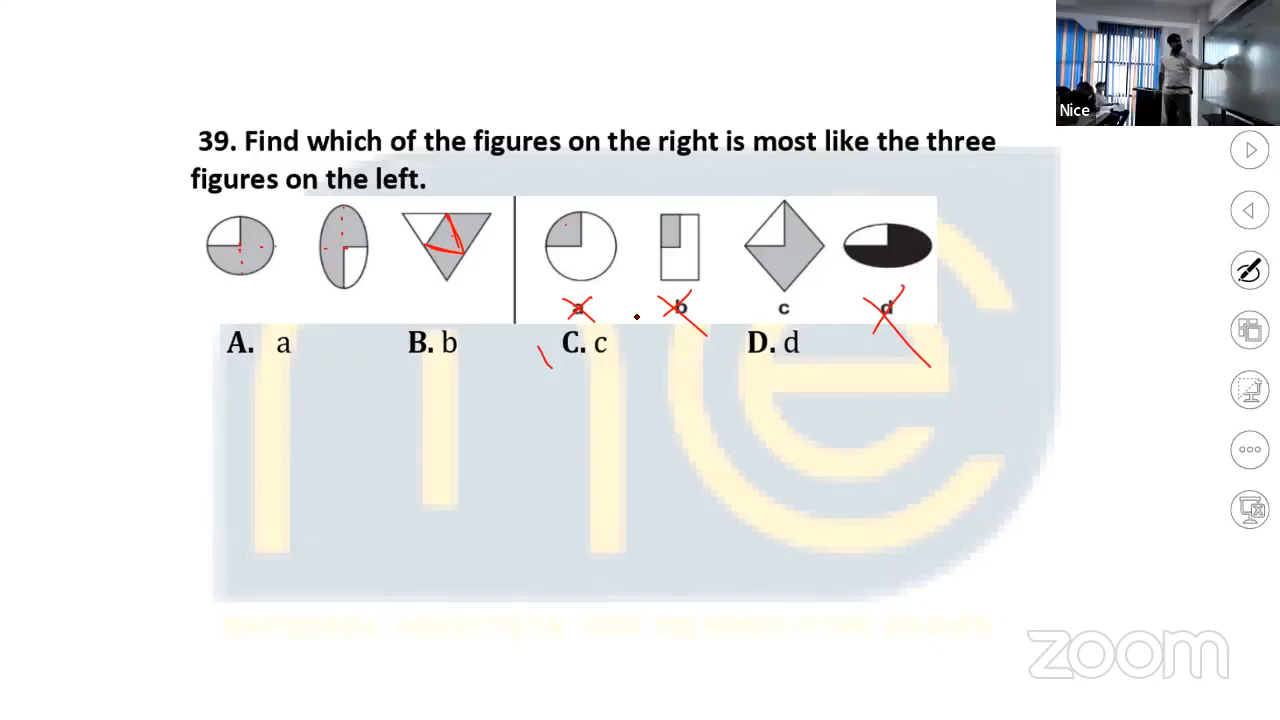 Nice
39. Find which of the figures on the right is most like the three
figures on the left.
a b c d
A. a B. b C. c D. d
nice
zoom